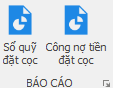 Sổ quỹ đặt cọc
Công nợ tiền đặt cọc
BÁO CÁO